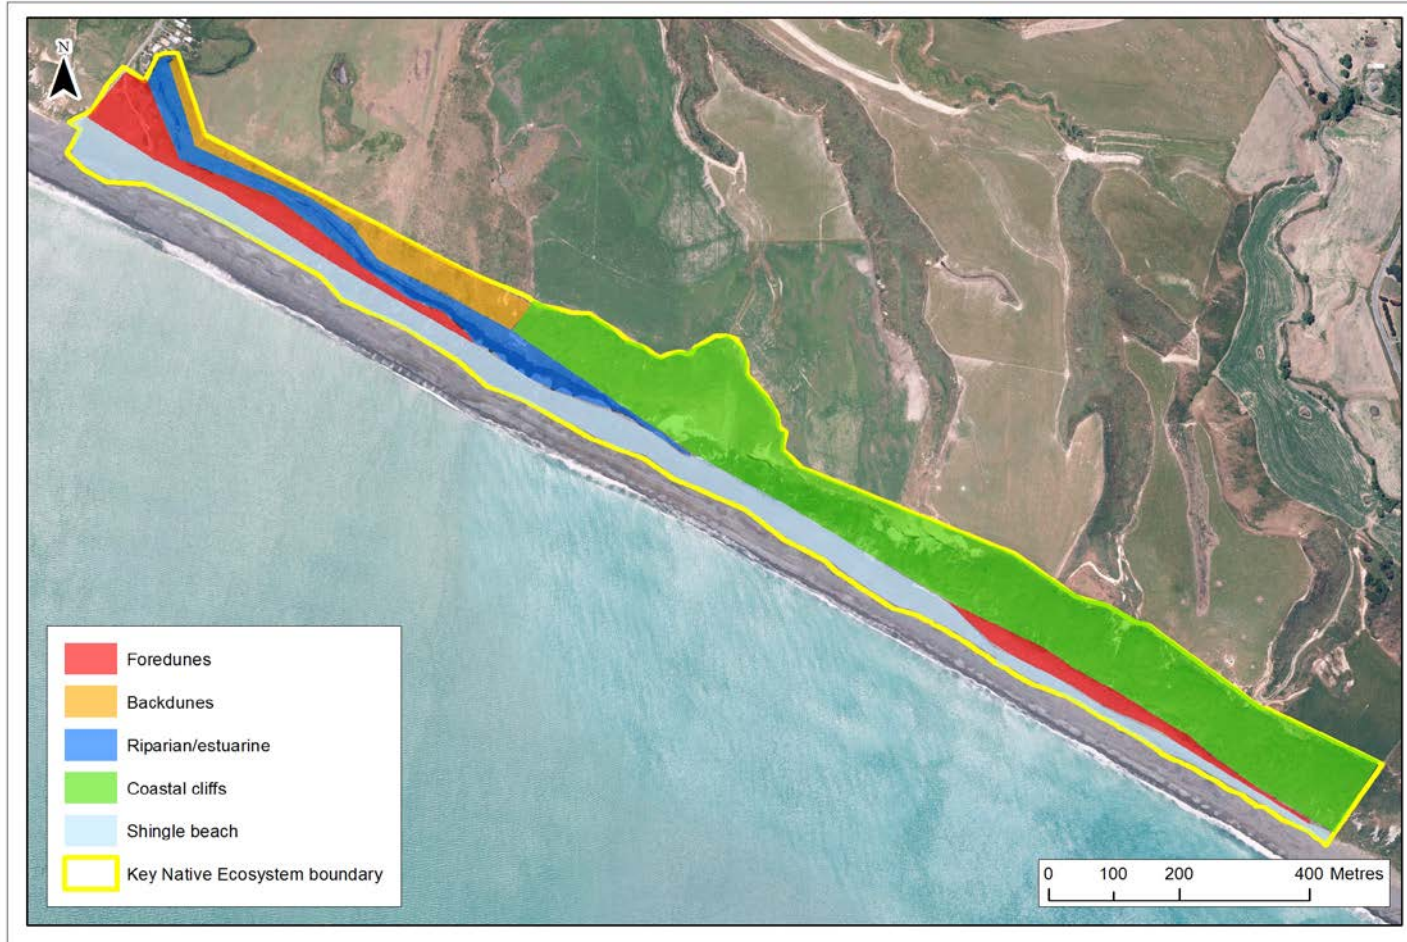 N
Foredunes
Backdunes
Riparian/estuarine
Coastal cliffs
Shingle beach
Key Native Ecosystem boundary
0 100 200 400 Metres